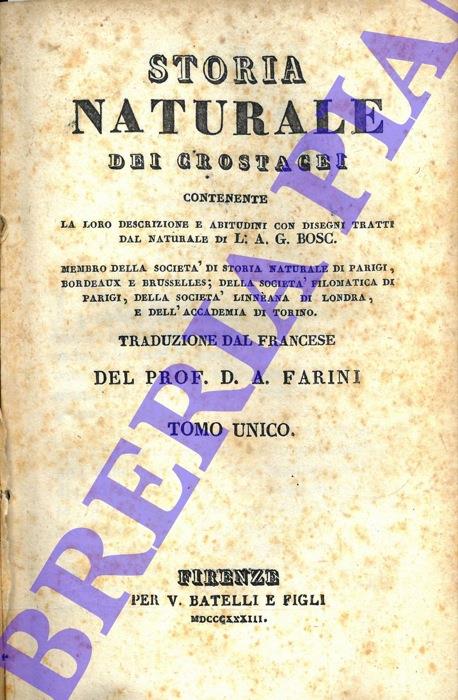 STORIA
NATURALE
DEI CROSTACEI
CONTENENTE
LA LORO DESCRIZIONE E ABITUDINI CON DISEGNI TRATTI
DAL NATURALE DI L. A. G. BOSC.
MEMBRO DELLA SOCIETA' DI STORIA NATURALE DI PARIGI,
BORDEAUX E BRUSSELLES; DELLA SOCIETA' FILOMATICA DI
PARIGI, DELLA SOCIETA' LINNEANA DI LONDRA,
E DELL'ACCADEMIA DI TORINO.
TRADUZIONE DAL FRANCESE
DEL PROF. D. A. FARINI
TOMO UNICO.
FIRENZE
PER V. BATELLI E FIGLI
MDCCCXXXIII.
BRERIA PIA